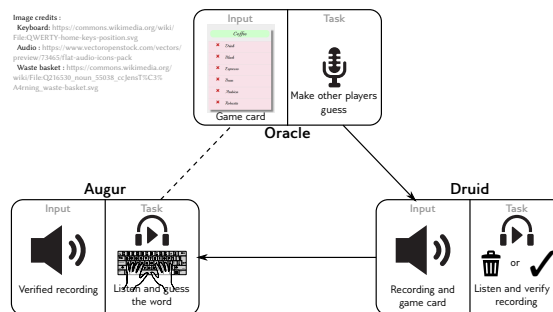 Image credits :
Keyboard: https://commons.wikimedia.org/wiki/
File:QWERTY-home-keys-position.svg
Audio : https://www.vectoropenstock.com/vectors/
preview/73465/flat-audio-icons-pack
Waste basket : https://commons.wikimedia.org/
wiki/File:Q216530_noun_55038_ccJensT%C3%
A4rning_waste-basket.svg
Input
Task
Coffee
Drink
Black
Espresso
Make other players
guess
Game card
Oracle
Augur
Input
Task
Verified recording
Listen and guess
the word
Druid
Input
Task
or
Recording and
game card
Listen and verify
recording